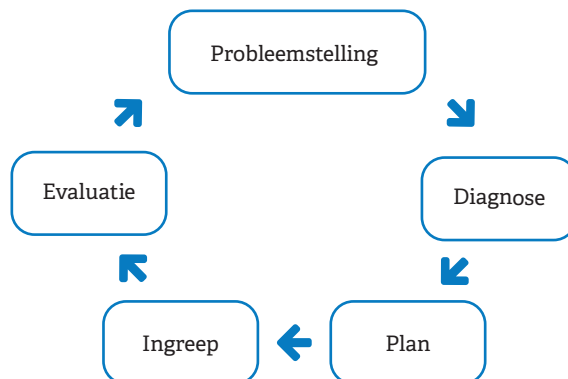 Probleemstelling
Diagnose
Plan
Ingreep
Evaluatie